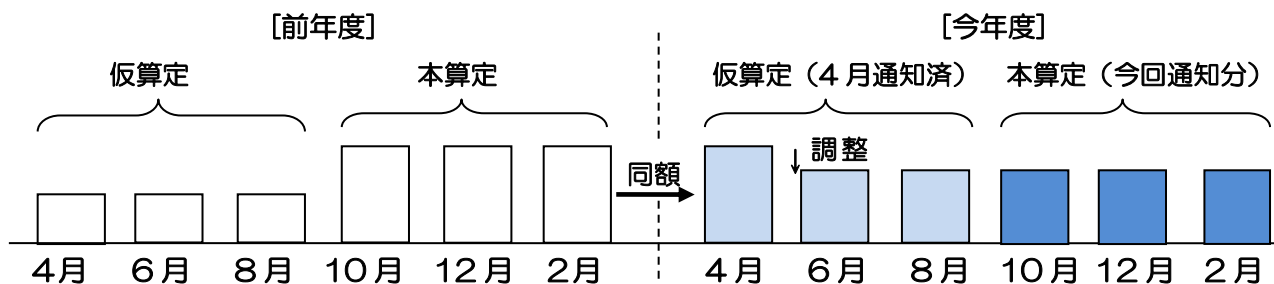 [前年度]
[今年度]
仮算定
本算定
仮算定（4月通知済）
本算定（今回通知分）
調整
同額
4月
6月
8月
10月
12月
2月
4月
6月
8月
10月
12月
2月